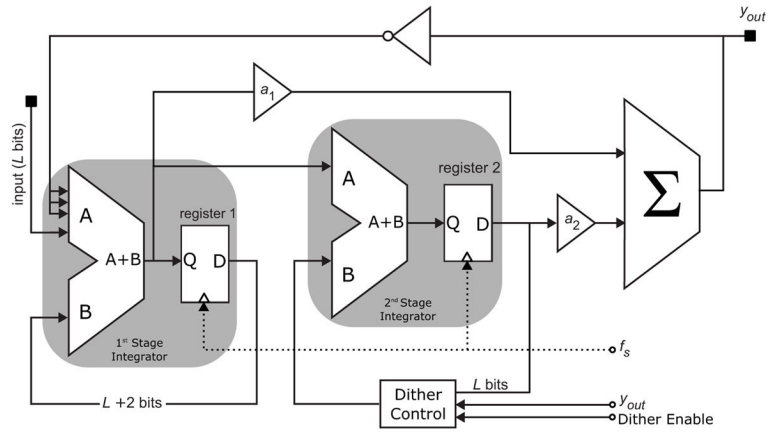 y_out
a_1
input (L bits)
A
B
A+B
register 1
Q D
1st Stage
Integrator
A
B
A+B
register 2
Q D
2nd Stage
Integrator
a_2
Σ
f_s
L +2 bits
L bits
Dither
Control
y_out
Dither Enable